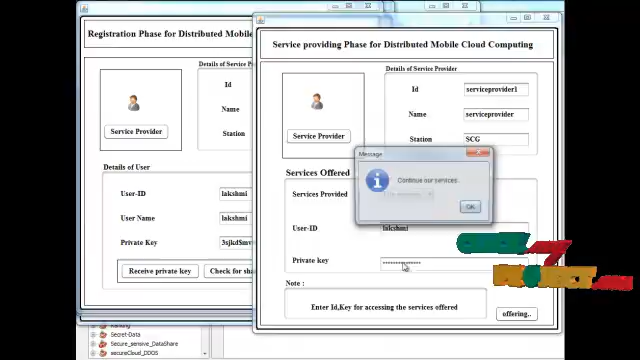 Registration Phase for Distributed Mobile
Details of Service Pro
Id
Name
Station
Service Provider
Details of User
User-ID
lakshmi
User Name
lakshmi
Private Key
Receive private key
Check for sha
Ranking
Secret-Data
Secure_sensive_DataShare
secureCloud_DDOS
Service providing Phase for Distributed Mobile Cloud Computing
Details of Service Provider
Id
serviceprovider1
Name
serviceprovider
Station
SCG
Service Provider
Services Offered
Services Provided
User-ID
lakshmi
Private key
***************
Note :
Enter Id,Key for accessing the services offered
offering..
Message
Continue our services
OK